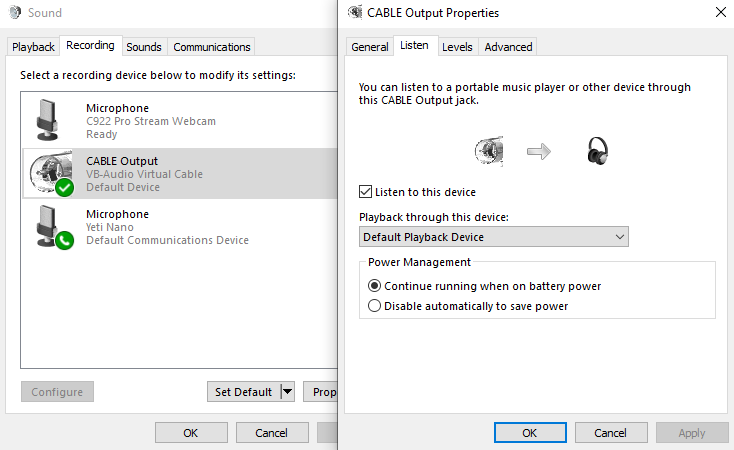 Sound
Playback
Recording
Sounds
Communications
Select a recording device below to modify its settings:
Microphone
C922 Pro Stream Webcam
Ready
CABLE Output
VB-Audio Virtual Cable
Default Device
Microphone
Yeti Nano
Default Communications Device
Configure
Set Default
Prop
OK
Cancel
CABLE Output Properties
General
Listen
Levels
Advanced
You can listen to a portable music player or other device through
this CABLE Output jack.
Listen to this device
Playback through this device:
Default Playback Device
Power Management
Continue running when on battery power
Disable automatically to save power
OK
Cancel
Apply